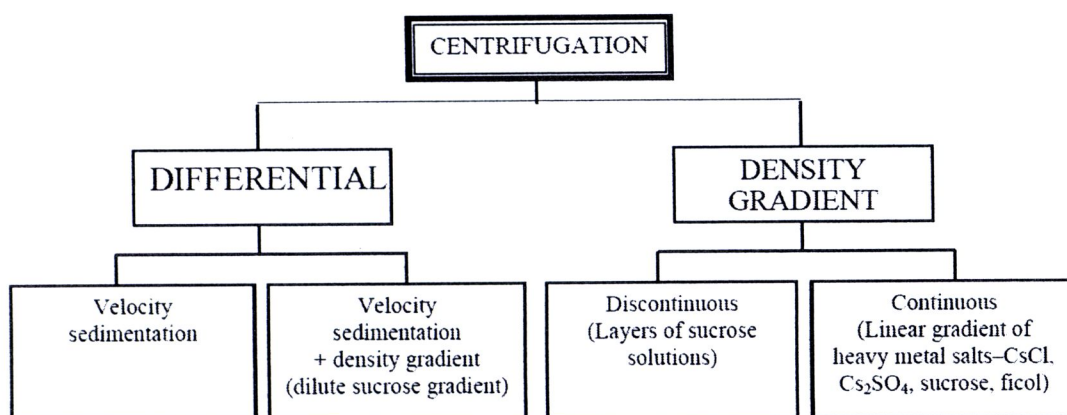 CENTRIFUGATION
DIFFERENTIAL
DENSITY
GRADIENT
Velocity
sedimentation
Velocity
sedimentation
+ density gradient
(dilute sucrose gradient)
Discontinuous
(Layers of sucrose
solutions)
Continuous
(Linear gradient of
heavy metal salts–CsCl,
Cs₂SO₄, sucrose, ficol)